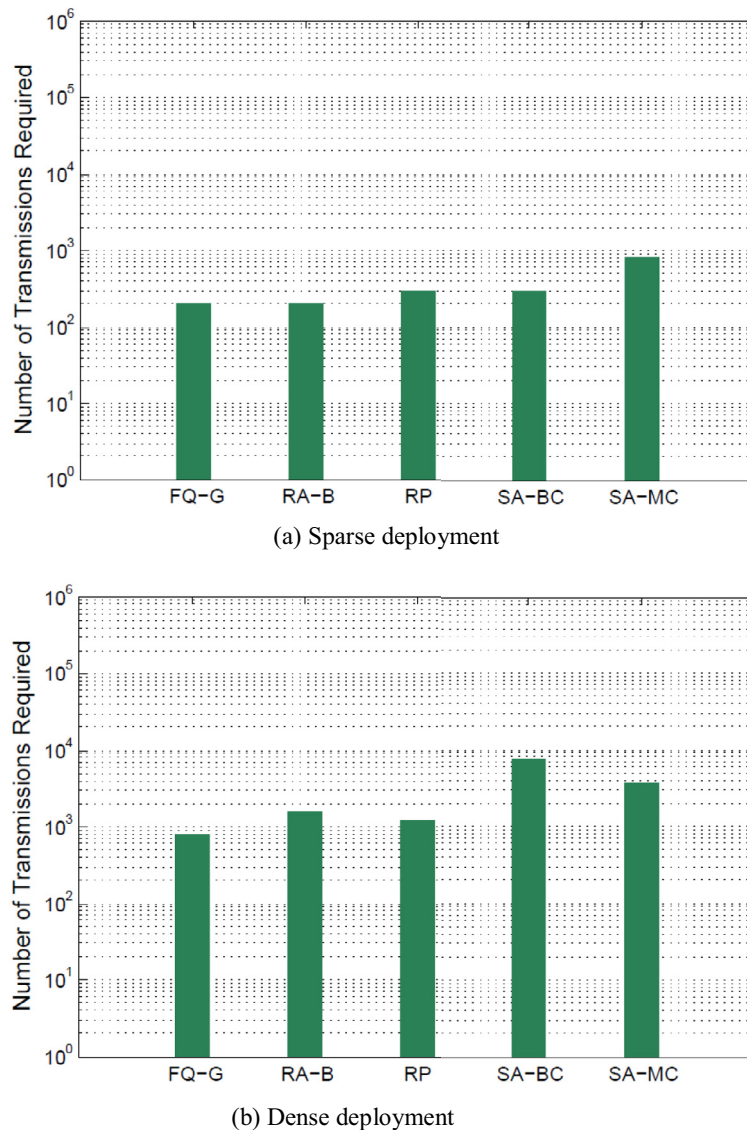 Number of Transmissions Required
10^6
10^5
10^4
10^3
10^2
10^1
10^0
FQ−G RA−B RP SA−BC SA−MC
(a) Sparse deployment
Number of Transmissions Required
10^6
10^5
10^4
10^3
10^2
10^1
10^0
FQ−G RA−B RP SA−BC SA−MC
(b) Dense deployment